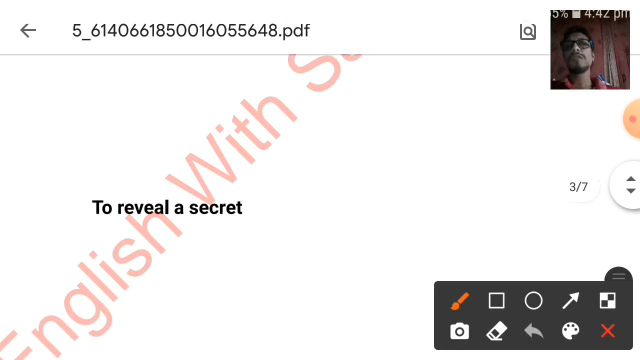 5% 4:42 pm
5_6140661850016055648.pdf
English With
3/7
To reveal a secret